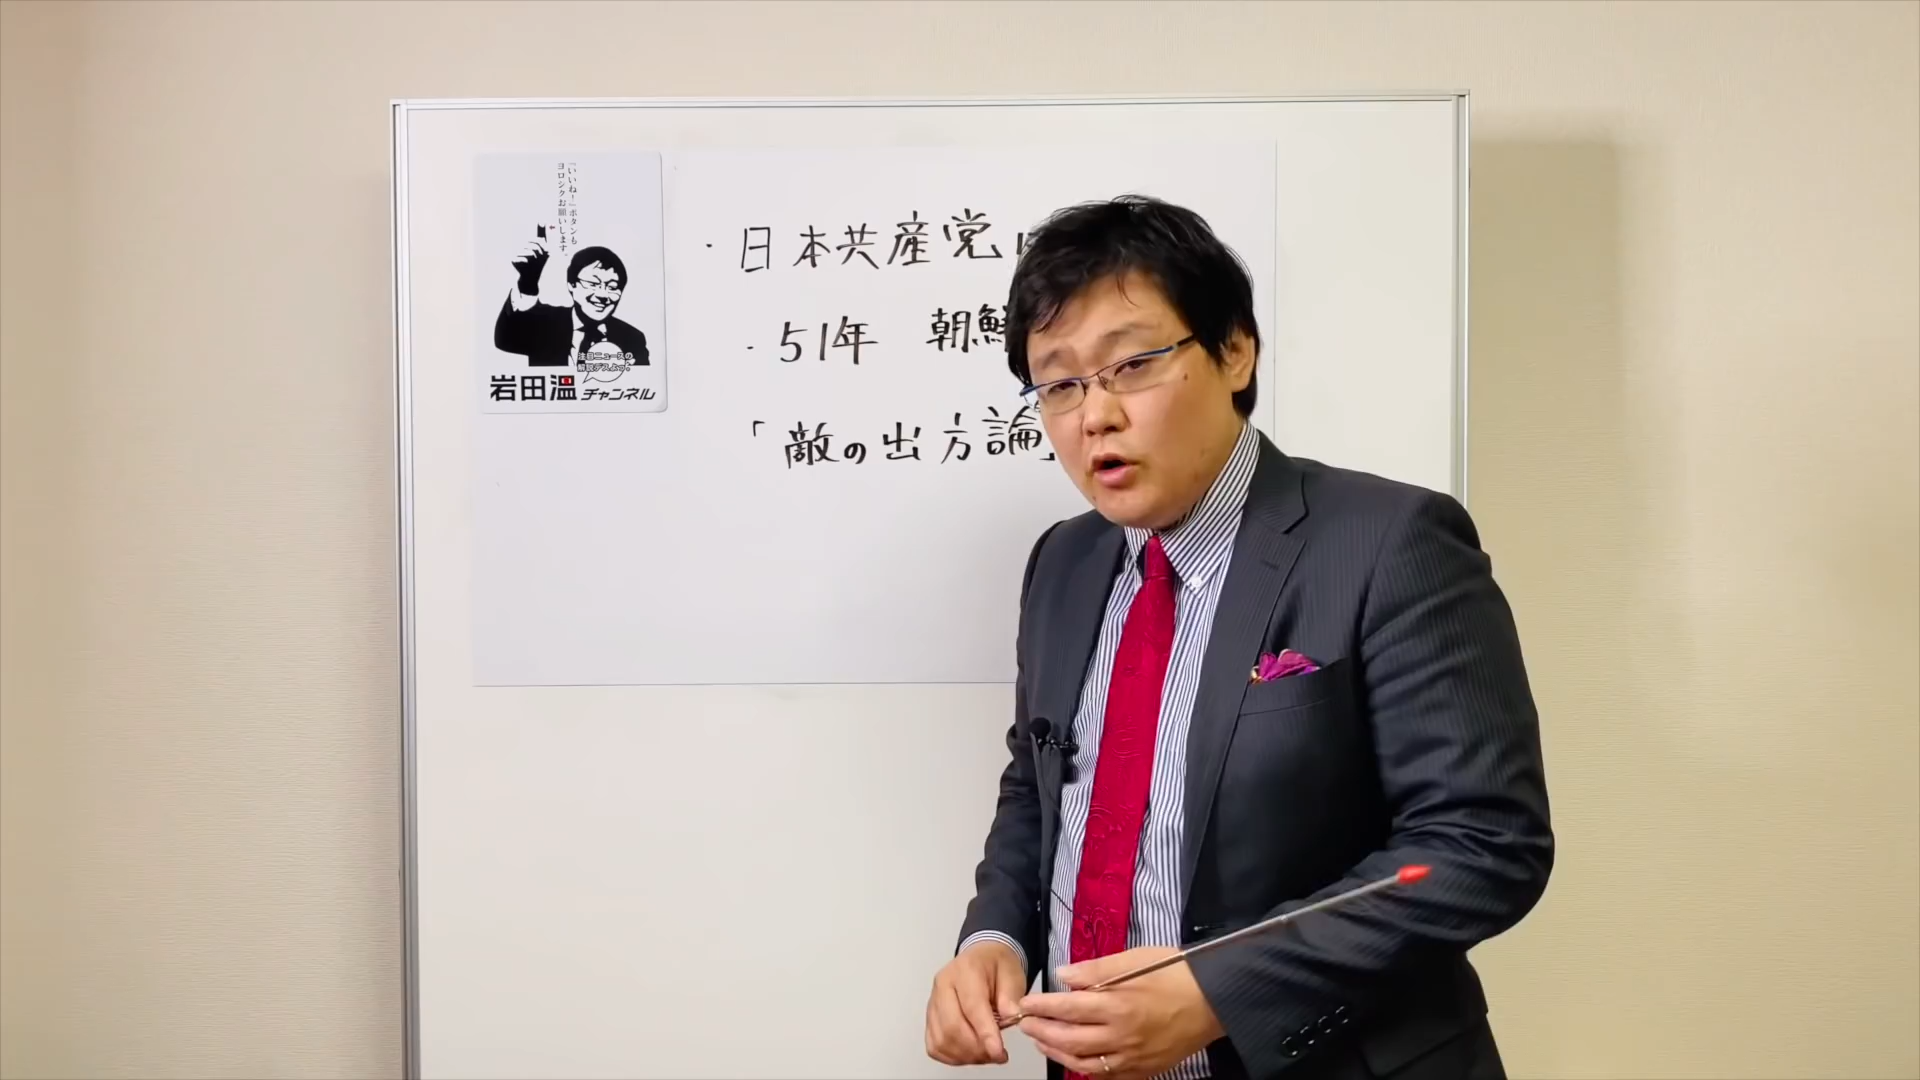 「いいね！」ボタンも
ヨロシクお願いします。
注目ニュースの
解説デスよっ。
岩田温チャンネル
・日本共産党
・51年 朝鮮
「敵の出方論」